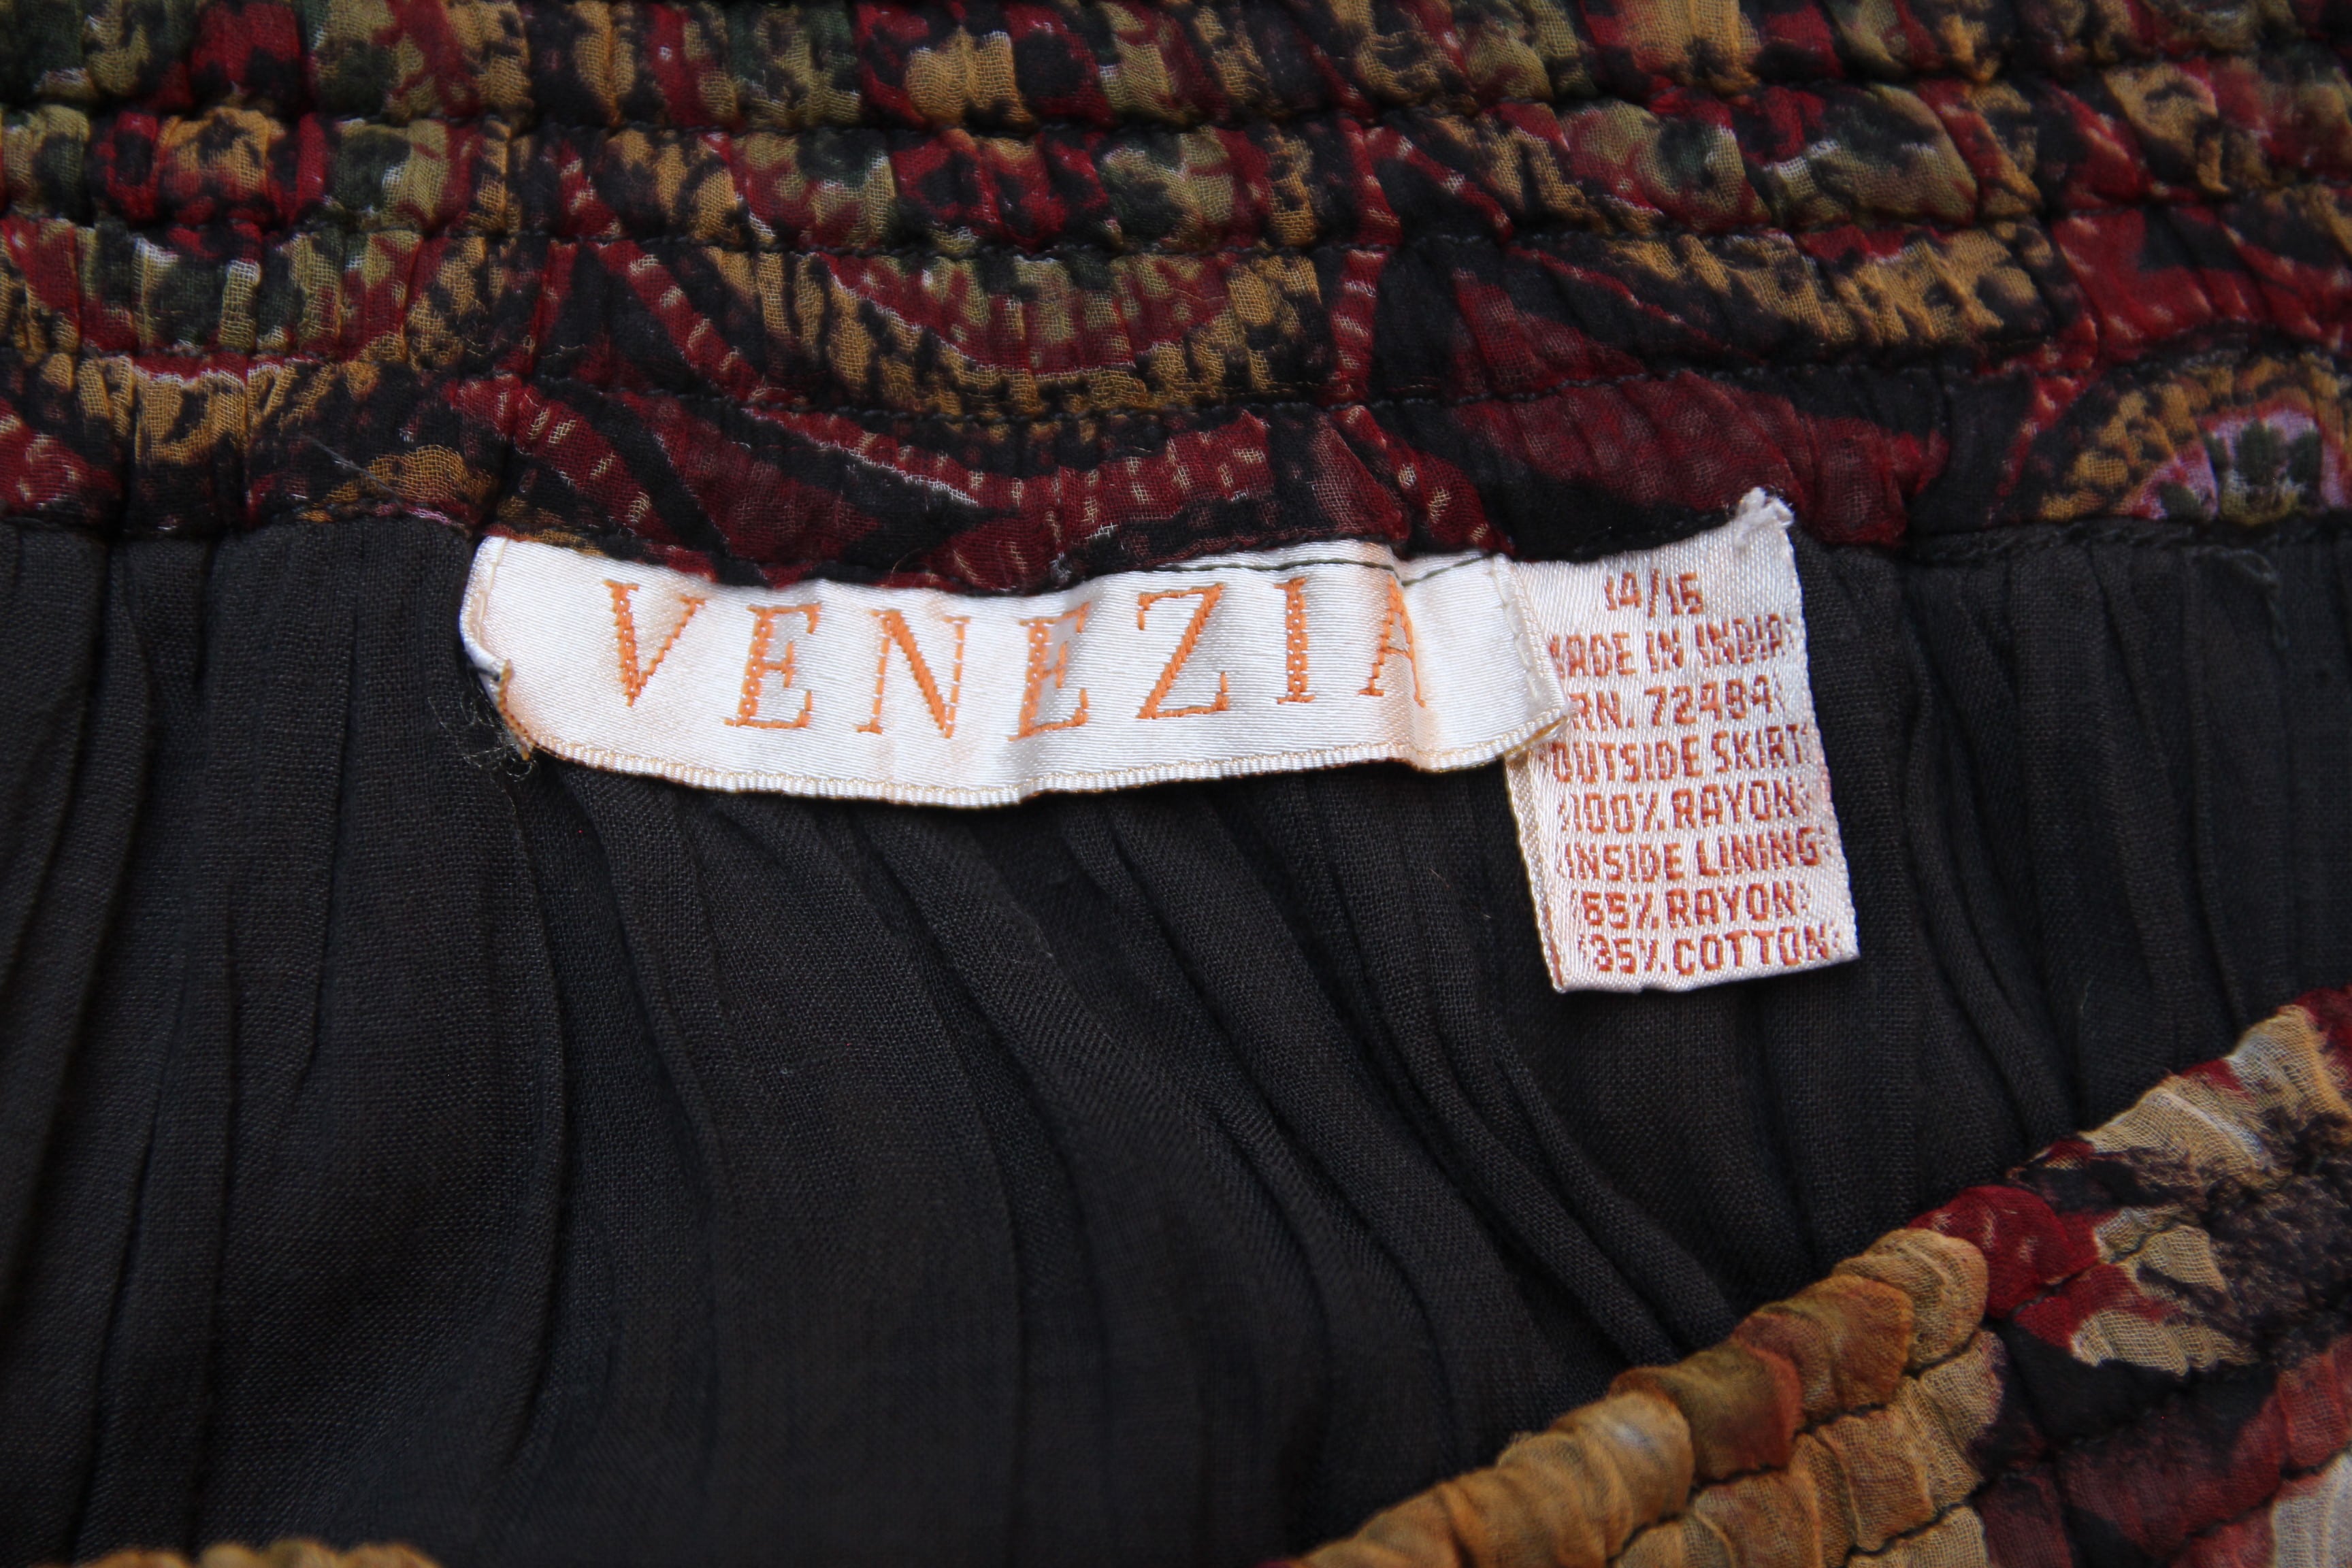 VENEZIA
14/16
MADE IN INDIA
RN. 72484
OUTSIDE SKIRT
100% RAYON
INSIDE LINING
65% RAYON
35% COTTON